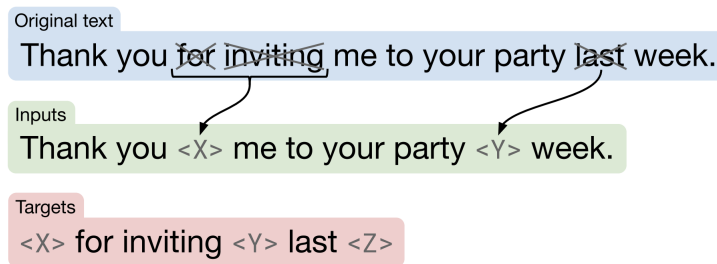 Original text
Thank you for inviting me to your party last week.
Inputs
Thank you <X> me to your party <Y> week.
Targets
<X> for inviting <Y> last <Z>